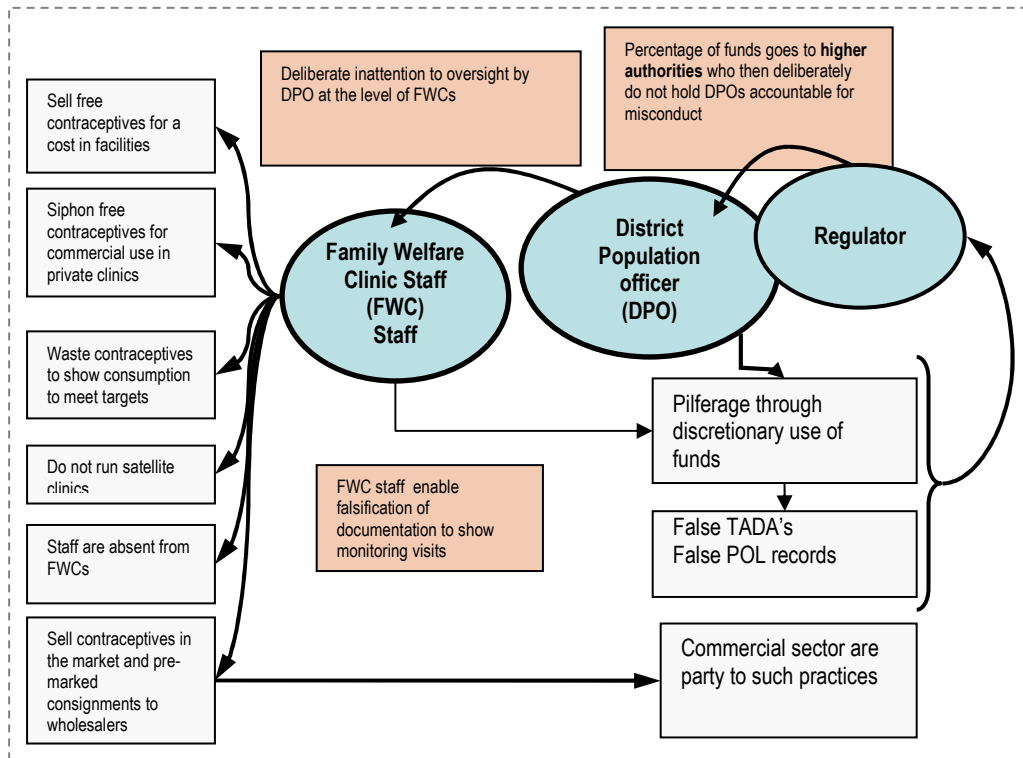 Sell free
contraceptives for a
cost in facilities
Siphon free
contraceptives for
commercial use in
private clinics
Waste contraceptives
to show consumption
to meet targets
Do not run satellite
clinics
Staff are absent from
FWCs
Sell contraceptives in
the market and pre-
marked
consignments to
wholesalers
Deliberate inattention to oversight by
DPO at the level of FWCs
Percentage of funds goes to higher
authorities who then deliberately
do not hold DPOs accountable for
misconduct
Family Welfare
Clinic Staff
(FWC)
Staff
District
Population
officer
(DPO)
Regulator
FWC staff enable
falsification of
documentation to show
monitoring visits
Pilferage through
discretionary use of
funds
False TADA's
False POL records
Commercial sector are
party to such practices